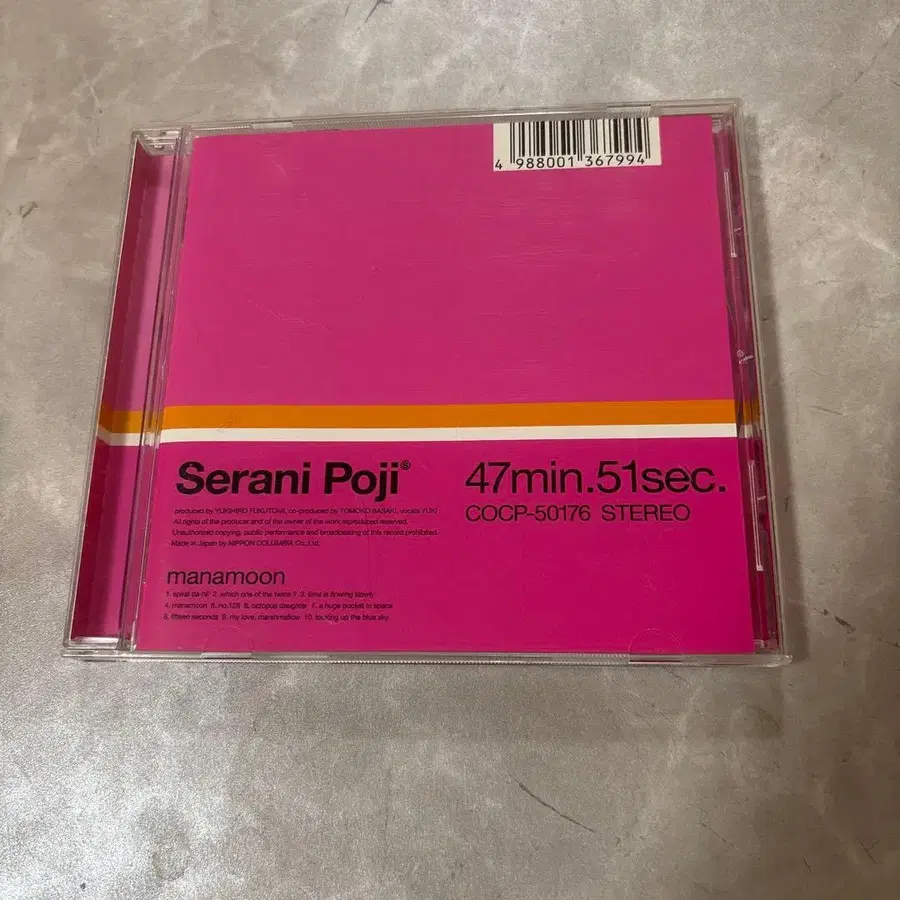 4 988001 367994
Serani Poji®
47min.51sec.
COCP-50176 STEREO
produced by YUKIHIRO FUKUTOMI, co-produced by TOMOKO SASAKI, vocals YUKI
All rights of the producer and of the owner of the work reproduced reserved.
Unauthorized copying, public performance and broadcasting of this record prohibited.
Made in Japan by NIPPON COLUMBIA Co.,Ltd.
manamoon
1. spiral da-hi! 2. which one of the twins ? 3. time is flowing slowly
4. manamoon 5. no.128 6. octopus daughter 7. a huge pocket in space
8. fifteen seconds 9. my love, marshmallow 10. looking up the blue sky